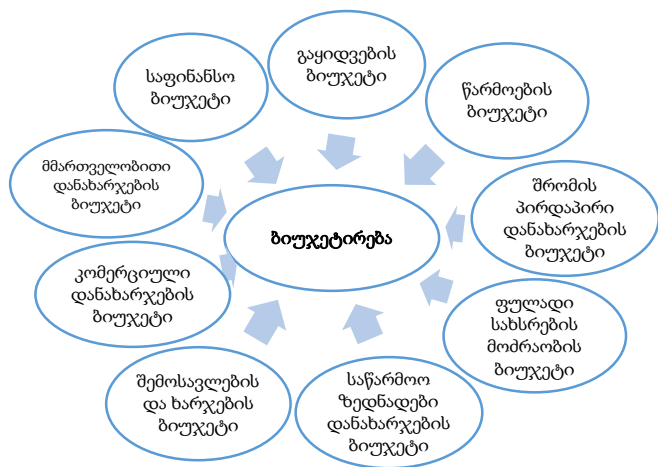 გაყიდვების
ბიუჯეტი
წარმოების
ბიუჯეტი
შრომის
პირდაპირი
დანახარჯების
ბიუჯეტი
ფულადი
სახსრების
მოძრაობის
ბიუჯეტი
საწარმოო
ზედნადები
დანახარჯების
ბიუჯეტი
შემოსავლების
და ხარჯების
ბიუჯეტი
კომერციული
დანახარჯების
ბიუჯეტი
მმართველობითი
დანახარჯების
ბიუჯეტი
საფინანსო
ბიუჯეტი
ბიუჯეტირება